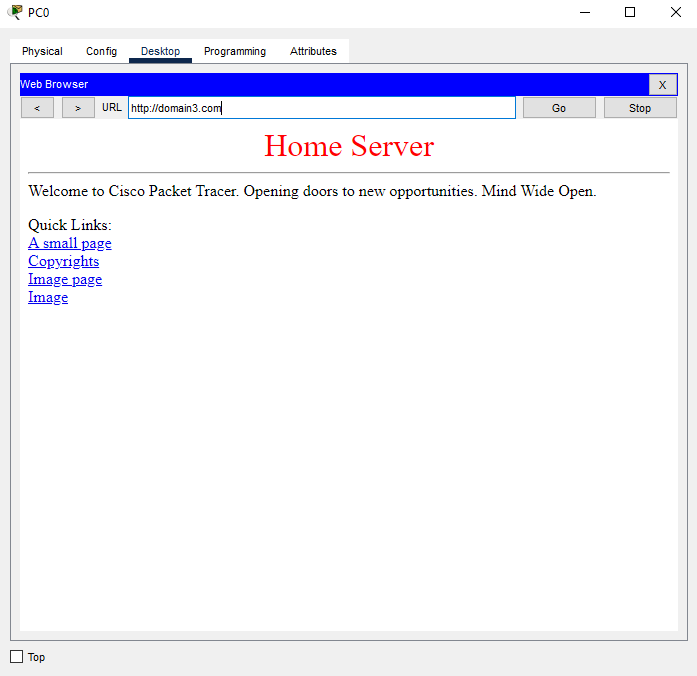 PC0
Physical Config Desktop Programming Attributes
Web Browser X
< > URL http://domain3.com Go Stop
Home Server
Welcome to Cisco Packet Tracer. Opening doors to new opportunities. Mind Wide Open.
Quick Links:
A small page
Copyrights
Image page
Image
Top